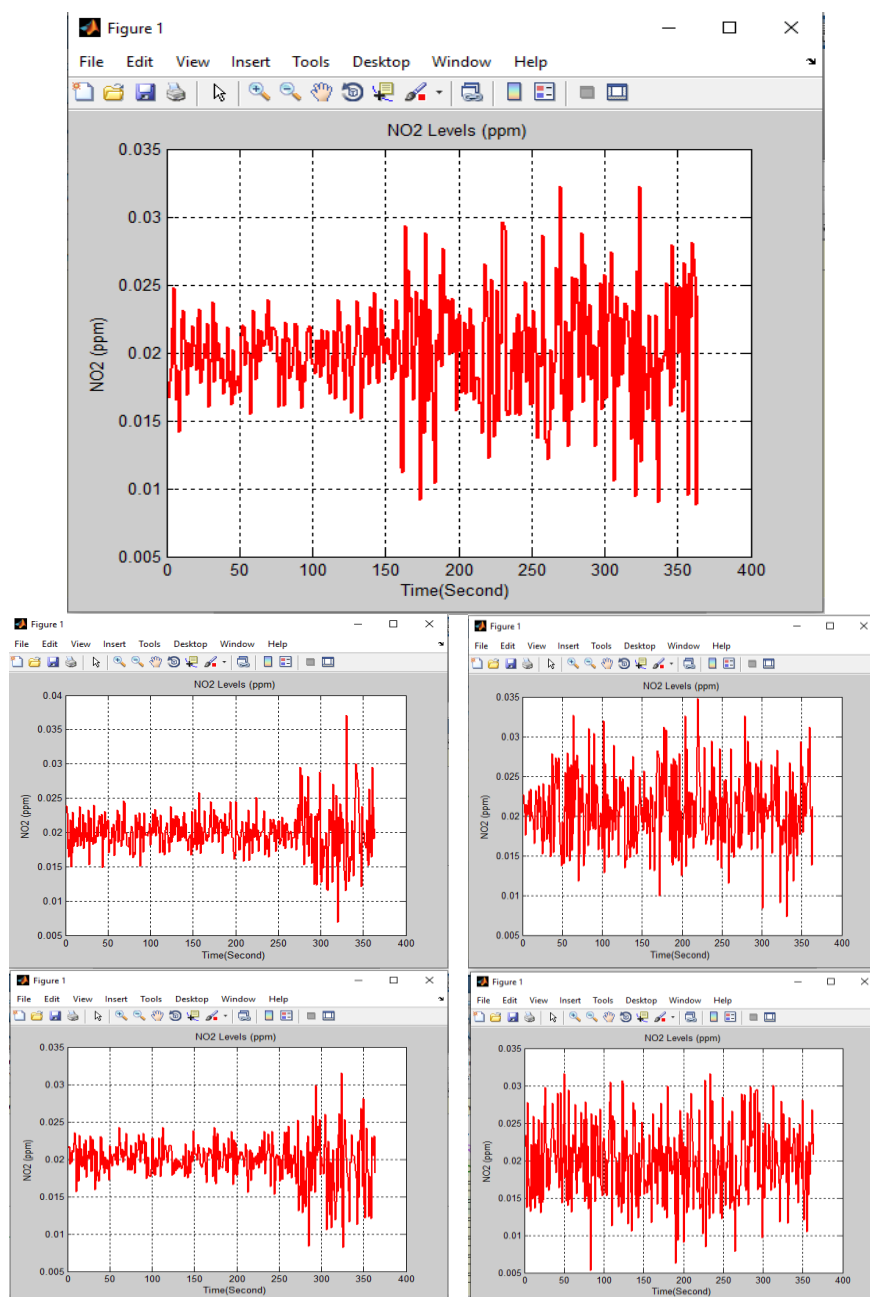 Figure 1
File Edit View Insert Tools Desktop Window Help
NO2 Levels (ppm)
0.035
0.03
0.025
0.02
0.015
0.01
0.005
NO2 (ppm)
0 50 100 150 200 250 300 350 400
Time(Second)
Figure 1
File Edit View Insert Tools Desktop Window Help
NO2 Levels (ppm)
0.04
0.035
0.03
0.025
0.02
0.015
0.01
0.005
NO2 (ppm)
0 50 100 150 200 250 300 350 400
Time(Second)
Figure 1
File Edit View Insert Tools Desktop Window Help
NO2 Levels (ppm)
0.035
0.03
0.025
0.02
0.015
0.01
0.005
NO2 (ppm)
0 50 100 150 200 250 300 350 400
Time(Second)
Figure 1
File Edit View Insert Tools Desktop Window Help
NO2 Levels (ppm)
0.035
0.03
0.025
0.02
0.015
0.01
0.005
NO2 (ppm)
0 50 100 150 200 250 300 350 400
Time(Second)
Figure 1
File Edit View Insert Tools Desktop Window Help
NO2 Levels (ppm)
0.035
0.03
0.025
0.02
0.015
0.01
0.005
NO2 (ppm)
0 50 100 150 200 250 300 350 400
Time(Second)